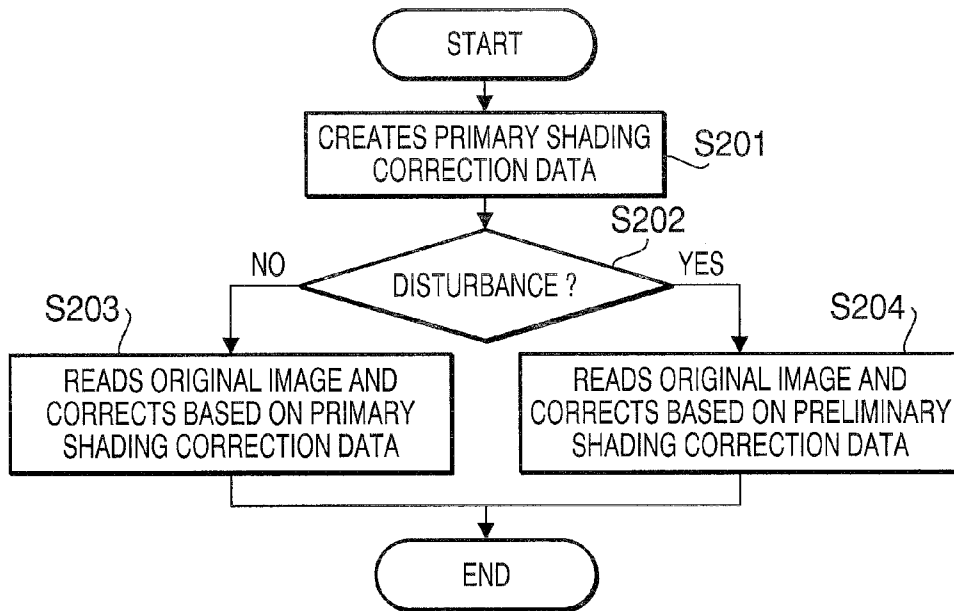 START
CREATES PRIMARY SHADING
CORRECTION DATA
S201
S202
NO
DISTURBANCE ?
YES
S203
S204
READS ORIGINAL IMAGE AND
CORRECTS BASED ON PRIMARY
SHADING CORRECTION DATA
READS ORIGINAL IMAGE AND
CORRECTS BASED ON PRELIMINARY
SHADING CORRECTION DATA
END